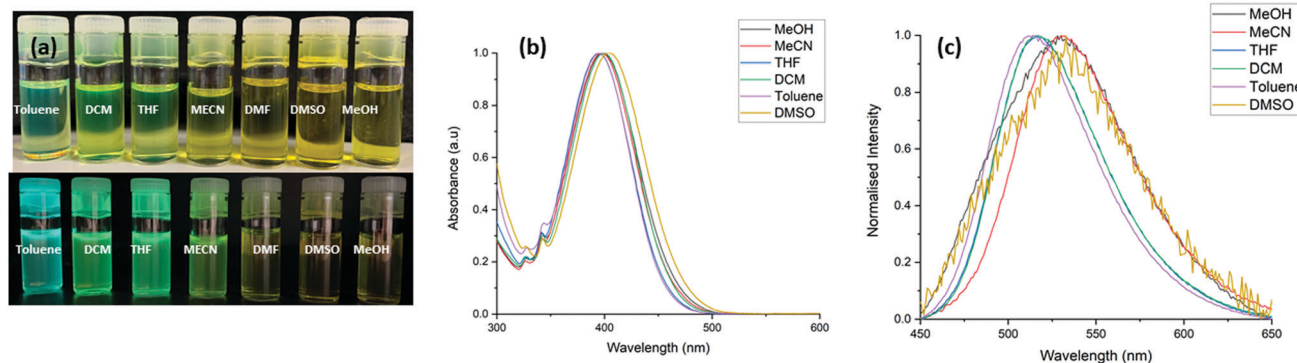 (a)
Toluene DCM THF MECN DMF DMSO MeOH
Toluene DCM THF MECN DMF DMSO MeOH
(b)
MeOH
MeCN
THF
DCM
Toluene
DMSO
Absorbance (a.u)
1.0
0.8
0.6
0.4
0.2
0.0
300 400 500 600
Wavelength (nm)
(c)
MeOH
MeCN
THF
DCM
Toluene
DMSO
Normalised Intensity
1.0
0.8
0.6
0.4
0.2
0.0
450 500 550 600 650
Wavelength (nm)